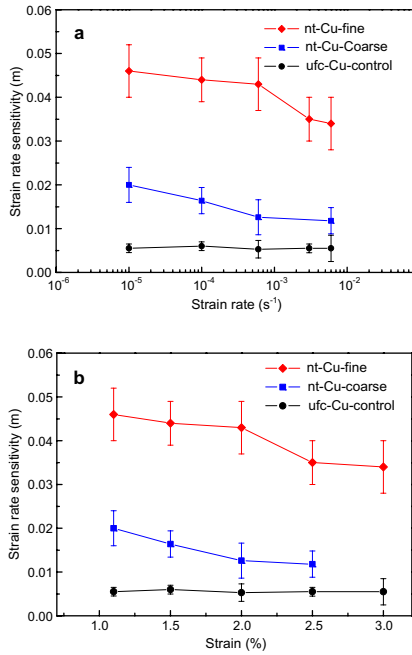 a
nt-Cu-fine
nt-Cu-Coarse
ufc-Cu-control
Strain rate sensitivity (m)
0.06
0.05
0.04
0.03
0.02
0.01
0.00
10⁻⁶
10⁻⁵
10⁻⁴
10⁻³
10⁻²
Strain rate (s⁻¹)
b
nt-Cu-fine
nt-Cu-coarse
ufc-Cu-control
Strain rate sensitivity (m)
0.06
0.05
0.04
0.03
0.02
0.01
0.00
1.0
1.5
2.0
2.5
3.0
Strain (%)